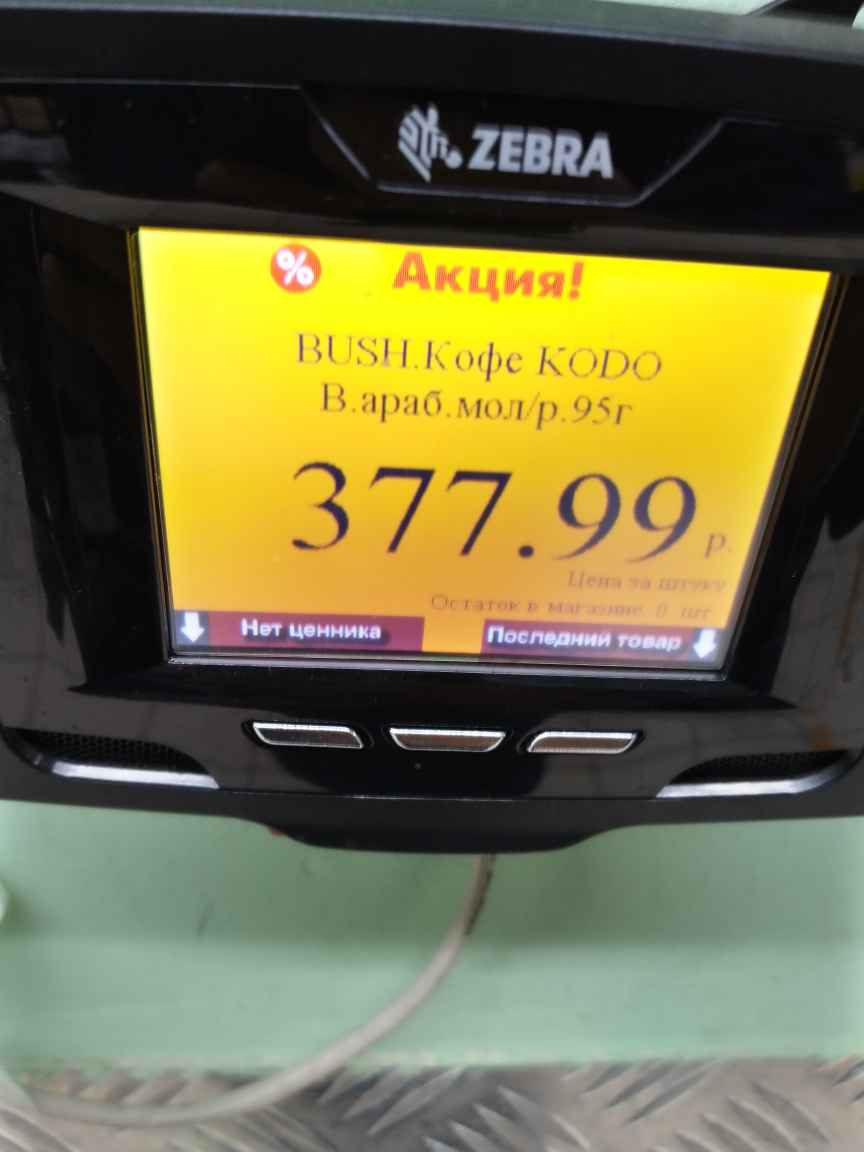 ZEBRA
% Акция!
BUSH.Кофе KODO
В.араб.мол/р.95г
377.99 р.
Цена за штуку
Остаток в магазине 0 шт
Нет ценника
Последний товар